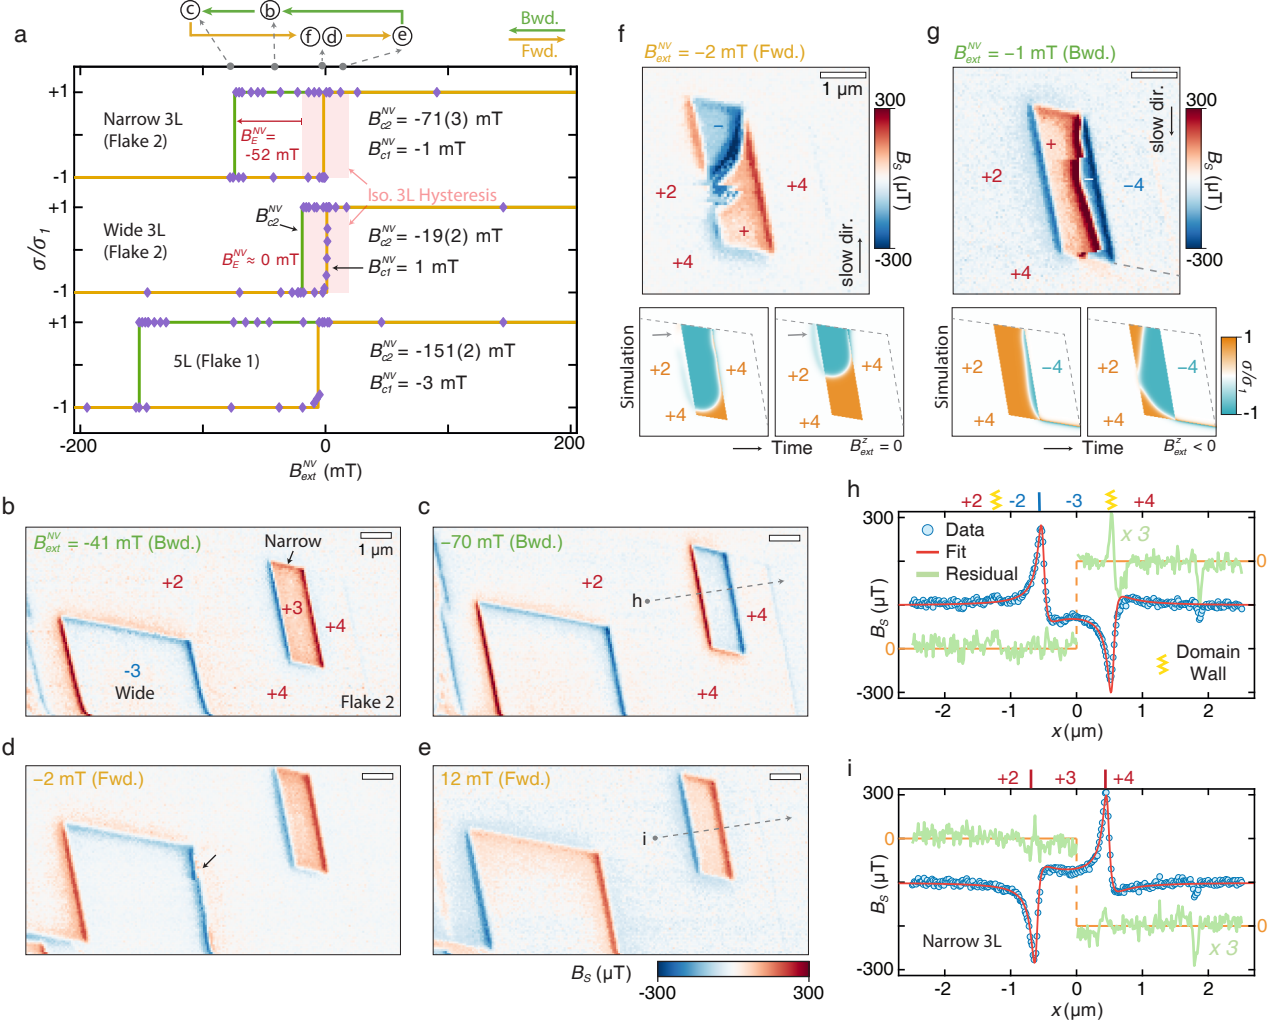 c
b
f
d
e
Bwd.
Fwd.
a
+1
Narrow 3L
(Flake 2)
-1
B_E^NV =
-52 mT
B_c2^NV = -71(3) mT
B_c1^NV = -1 mT
Iso. 3L Hysteresis
+1
Wide 3L
(Flake 2)
-1
B_c2^NV
B_E^NV ≈ 0 mT
B_c2^NV = -19(2) mT
B_c1^NV = 1 mT
+1
5L (Flake 1)
-1
B_c2^NV = -151(2) mT
B_c1^NV = -3 mT
σ/σ₁
-200
0
200
B_ext^NV (mT)
f
B_ext^NV = −2 mT (Fwd.)
1 μm
300
B_S (μT)
-300
slow dir.
−
+2
+4
+
+4
Simulation
+2
+4
+4
+2
+4
Time
B_ext^z = 0
g
B_ext^NV = −1 mT (Bwd.)
slow dir.
300
B_S (μT)
-300
+
−
+2
−4
+4
Simulation
+2
−4
+4
+2
−4
+4
Time
B_ext^z < 0
1
σ/σ₁
-1
b
B_ext^NV = -41 mT (Bwd.)
Narrow
1 μm
+2
+3
+4
-3
Wide
+4
Flake 2
c
−70 mT (Bwd.)
+2
h
+4
+4
d
−2 mT (Fwd.)
e
12 mT (Fwd.)
i
B_S (μT)
-300
300
h
+2
-2
-3
+4
300
Data
Fit
Residual
x 3
0
B_S (μT)
0
Domain
Wall
-300
-2
-1
0
1
2
x (μm)
i
+2
+3
+4
300
0
B_S (μT)
0
Narrow 3L
x 3
-300
-2
-1
0
1
2
x (μm)